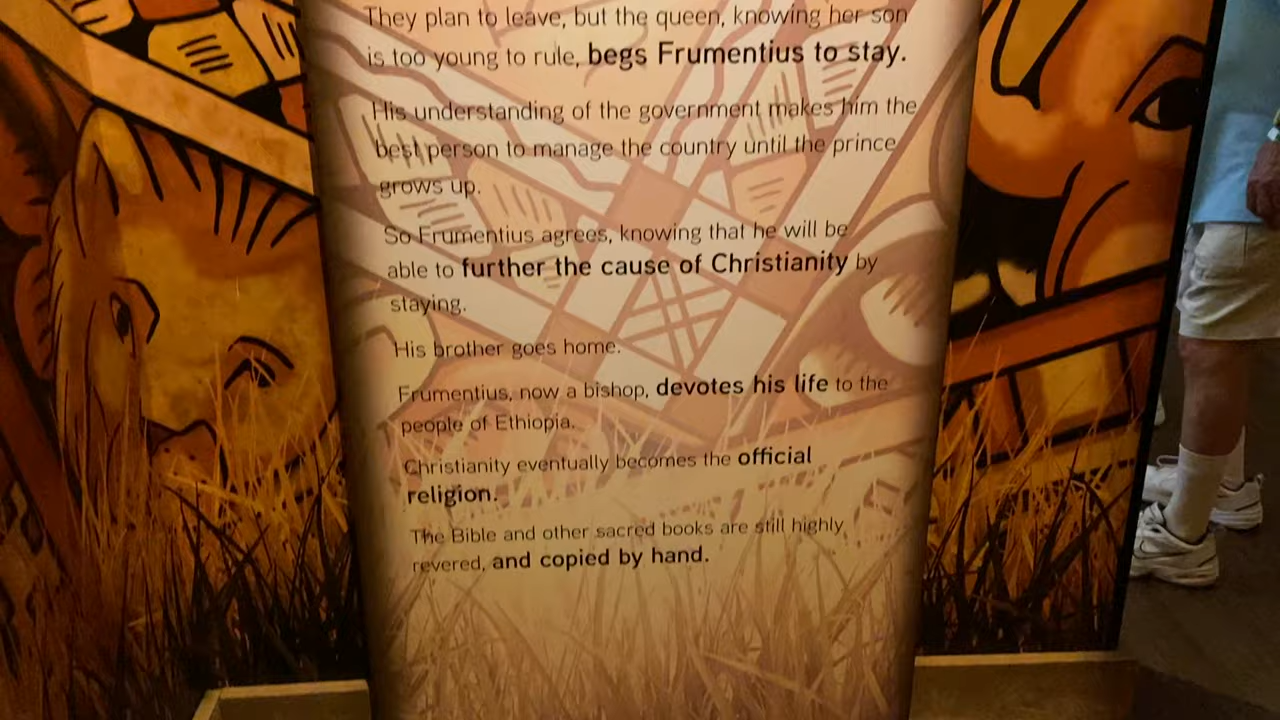 They plan to leave, but the queen, knowing her son
is too young to rule, begs Frumentius to stay.
His understanding of the government makes him the
best person to manage the country until the prince
grows up.
So Frumentius agrees, knowing that he will be
able to further the cause of Christianity by
staying.
His brother goes home.
Frumentius, now a bishop, devotes his life to the
people of Ethiopia.
Christianity eventually becomes the official
religion.
The Bible and other sacred books are still highly
revered, and copied by hand.